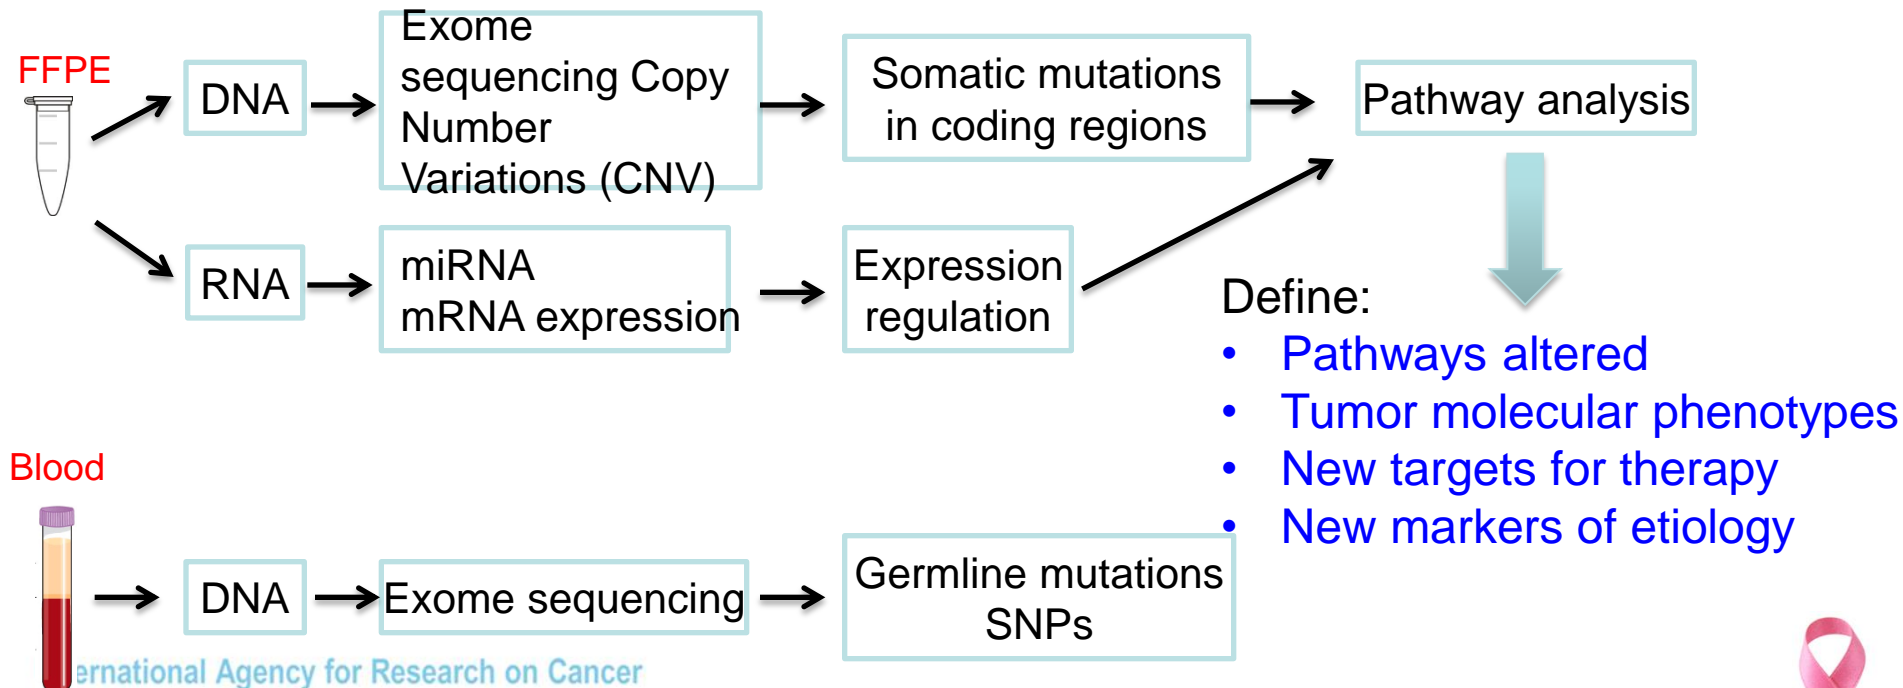 FFPE
DNA
Exome
sequencing Copy
Number
Variations (CNV)
Somatic mutations
in coding regions
Pathway analysis
RNA
miRNA
mRNA expression
Expression
regulation
Define:
• Pathways altered
• Tumor molecular phenotypes
• New targets for therapy
• New markers of etiology
Blood
DNA
Exome sequencing
Germline mutations
SNPs
ernational Agency for Research on Cancer